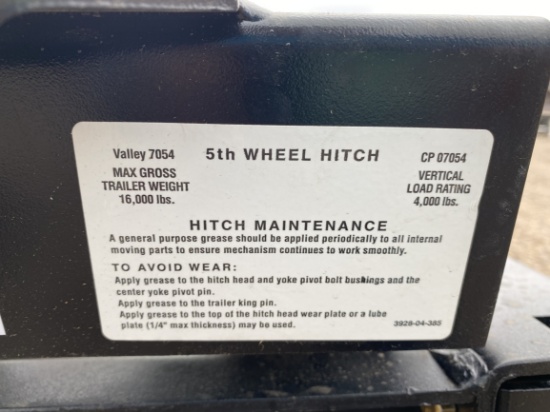 Valley 7054 5th WHEEL HITCH CP 07054
MAX GROSS VERTICAL
TRAILER WEIGHT LOAD RATING
16,000 lbs. 4,000 lbs.
HITCH MAINTENANCE
A general purpose grease should be applied periodically to all internal
moving parts to ensure mechanism continues to work smoothly.
TO AVOID WEAR:
Apply grease to the hitch head and yoke pivot bolt bushings and the
center yoke pivot pin.
Apply grease to the trailer king pin.
Apply grease to the top of the hitch head wear plate or a lube
plate (1/4" max thickness) may be used. 3928-04-385